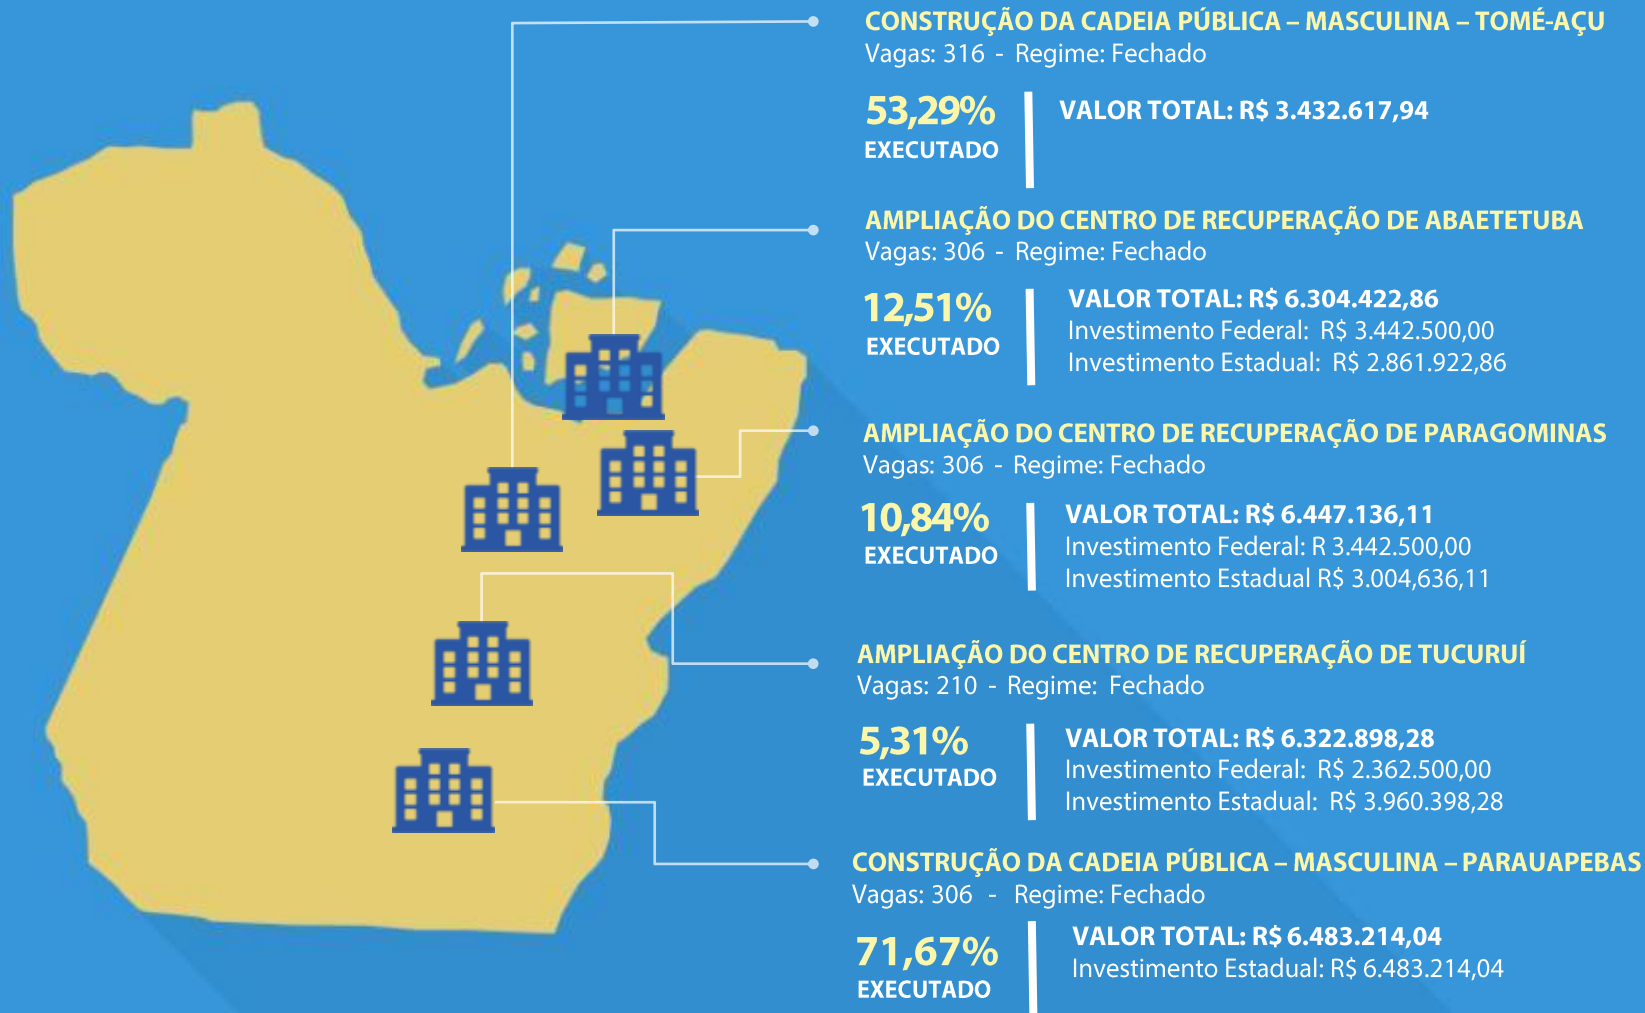 CONSTRUÇÃO DA CADEIA PÚBLICA – MASCULINA – TOMÉ-AÇU
Vagas: 316 - Regime: Fechado
53,29%
EXECUTADO
VALOR TOTAL: R$ 3.432.617,94
AMPLIAÇÃO DO CENTRO DE RECUPERAÇÃO DE ABAETETUBA
Vagas: 306 - Regime: Fechado
12,51%
EXECUTADO
VALOR TOTAL: R$ 6.304.422,86
Investimento Federal: R$ 3.442.500,00
Investimento Estadual: R$ 2.861.922,86
AMPLIAÇÃO DO CENTRO DE RECUPERAÇÃO DE PARAGOMINAS
Vagas: 306 - Regime: Fechado
10,84%
EXECUTADO
VALOR TOTAL: R$ 6.447.136,11
Investimento Federal: R 3.442.500,00
Investimento Estadual R$ 3.004,636,11
AMPLIAÇÃO DO CENTRO DE RECUPERAÇÃO DE TUCURUÍ
Vagas: 210 - Regime: Fechado
5,31%
EXECUTADO
VALOR TOTAL: R$ 6.322.898,28
Investimento Federal: R$ 2.362.500,00
Investimento Estadual: R$ 3.960.398,28
CONSTRUÇÃO DA CADEIA PÚBLICA – MASCULINA – PARAUAPEBAS
Vagas: 306 - Regime: Fechado
71,67%
EXECUTADO
VALOR TOTAL: R$ 6.483.214,04
Investimento Estadual: R$ 6.483.214,04